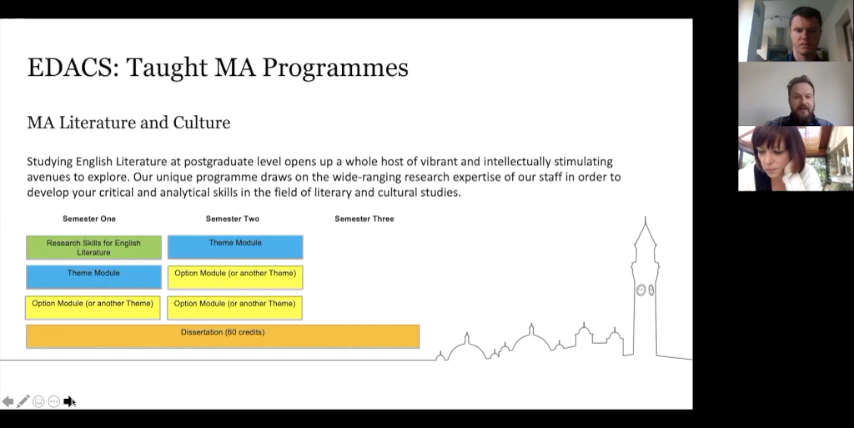 EDACS: Taught MA Programmes
MA Literature and Culture
Studying English Literature at postgraduate level opens up a whole host of vibrant and intellectually stimulating
avenues to explore. Our unique programme draws on the wide-ranging research expertise of our staff in order to
develop your critical and analytical skills in the field of literary and cultural studies.
Semester One
Semester Two
Semester Three
Research Skills for English
Literature
Theme Module
Theme Module
Option Module (or another Theme)
Option Module (or another Theme)
Option Module (or another Theme)
Dissertation (60 credits)